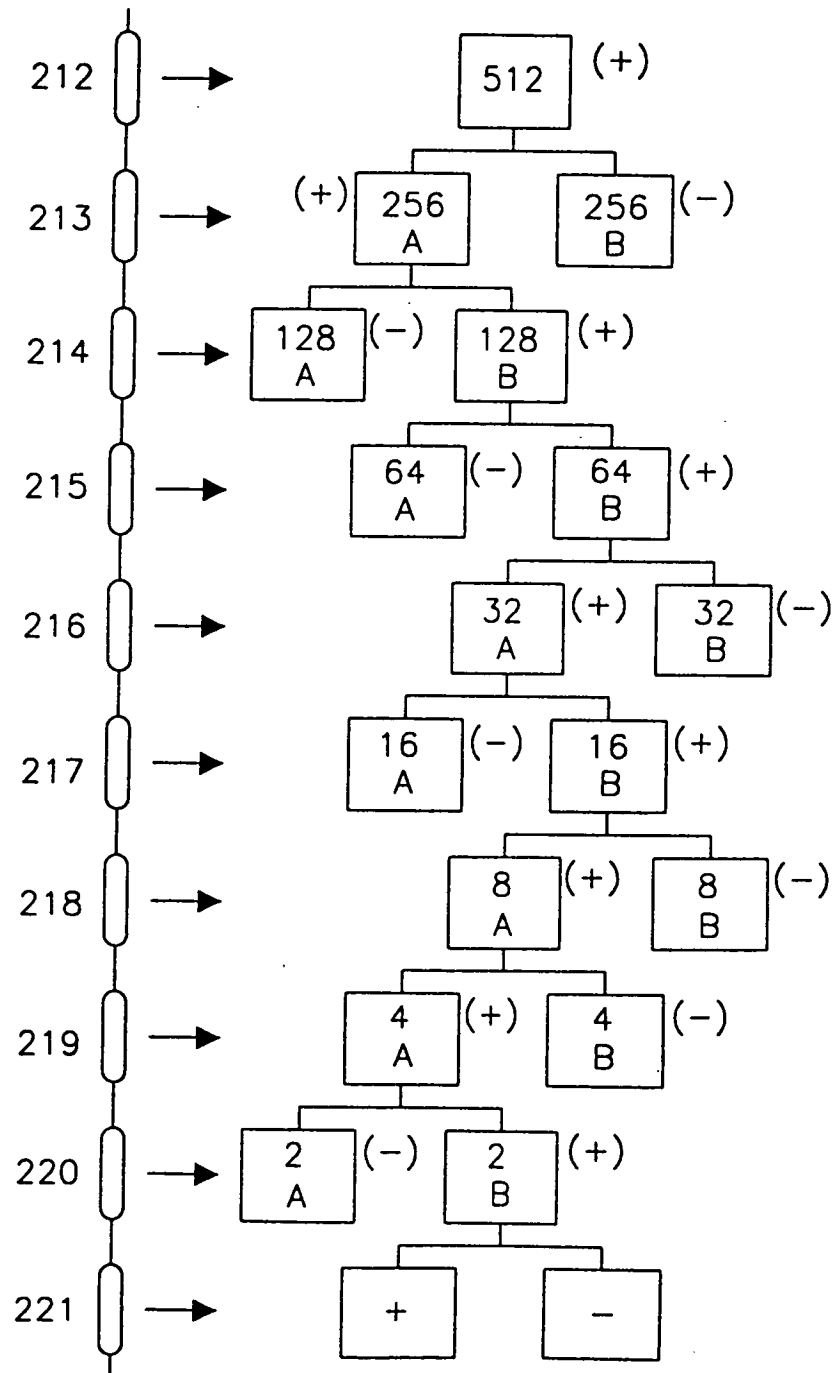 212 512 (+)
213 (+) 256 A 256 B (-)
214 128 A (-) 128 B (+)
215 64 A (-) 64 B (+)
216 32 A (+) 32 B (-)
217 16 A (-) 16 B (+)
218 8 A (+) 8 B (-)
219 4 A (+) 4 B (-)
220 2 A (-) 2 B (+)
221 + -